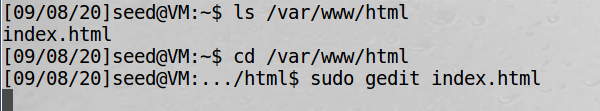 [09/08/20]seed@VM:~$ ls /var/www/html
index.html
[09/08/20]seed@VM:~$ cd /var/www/html
[09/08/20]seed@VM:.../html$ sudo gedit index.html